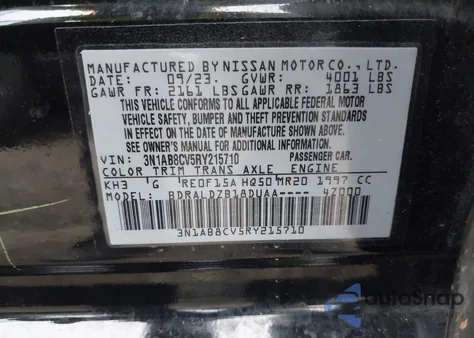 MANUFACTURED BY NISSAN MOTOR CO., LTD.
DATE: 09/23. GVWR: 4001 LBS
GAWR FR: 2161 LBS GAWR RR: 1863 LBS
THIS VEHICLE CONFORMS TO ALL APPLICABLE FEDERAL MOTOR
VEHICLE SAFETY, BUMPER, AND THEFT PREVENTION STANDARDS
IN EFFECT ON THE DATE OF MANUFACTURE SHOWN ABOVE.
SEE OWNER'S MANUAL OR ADDITIONAL INFORMATION.
VIN: 3N1AB8CV5RY215710 PASSENGER CAR.
COLOR TRIM TRANS AXLE ENGINE
KH3 G RE0F15A HQ50 MR20 1997 CC
MODEL: BDRALDZB18DUAA---- 47000
3N1AB8CV5RY215710
AutoSnap